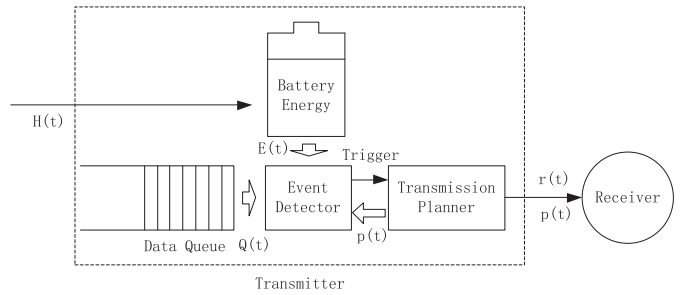 Battery
Energy
H(t)
E(t)
Trigger
Event
Detector
Transmission
Planner
r(t)
p(t)
Receiver
p(t)
Data Queue
Q(t)
Transmitter